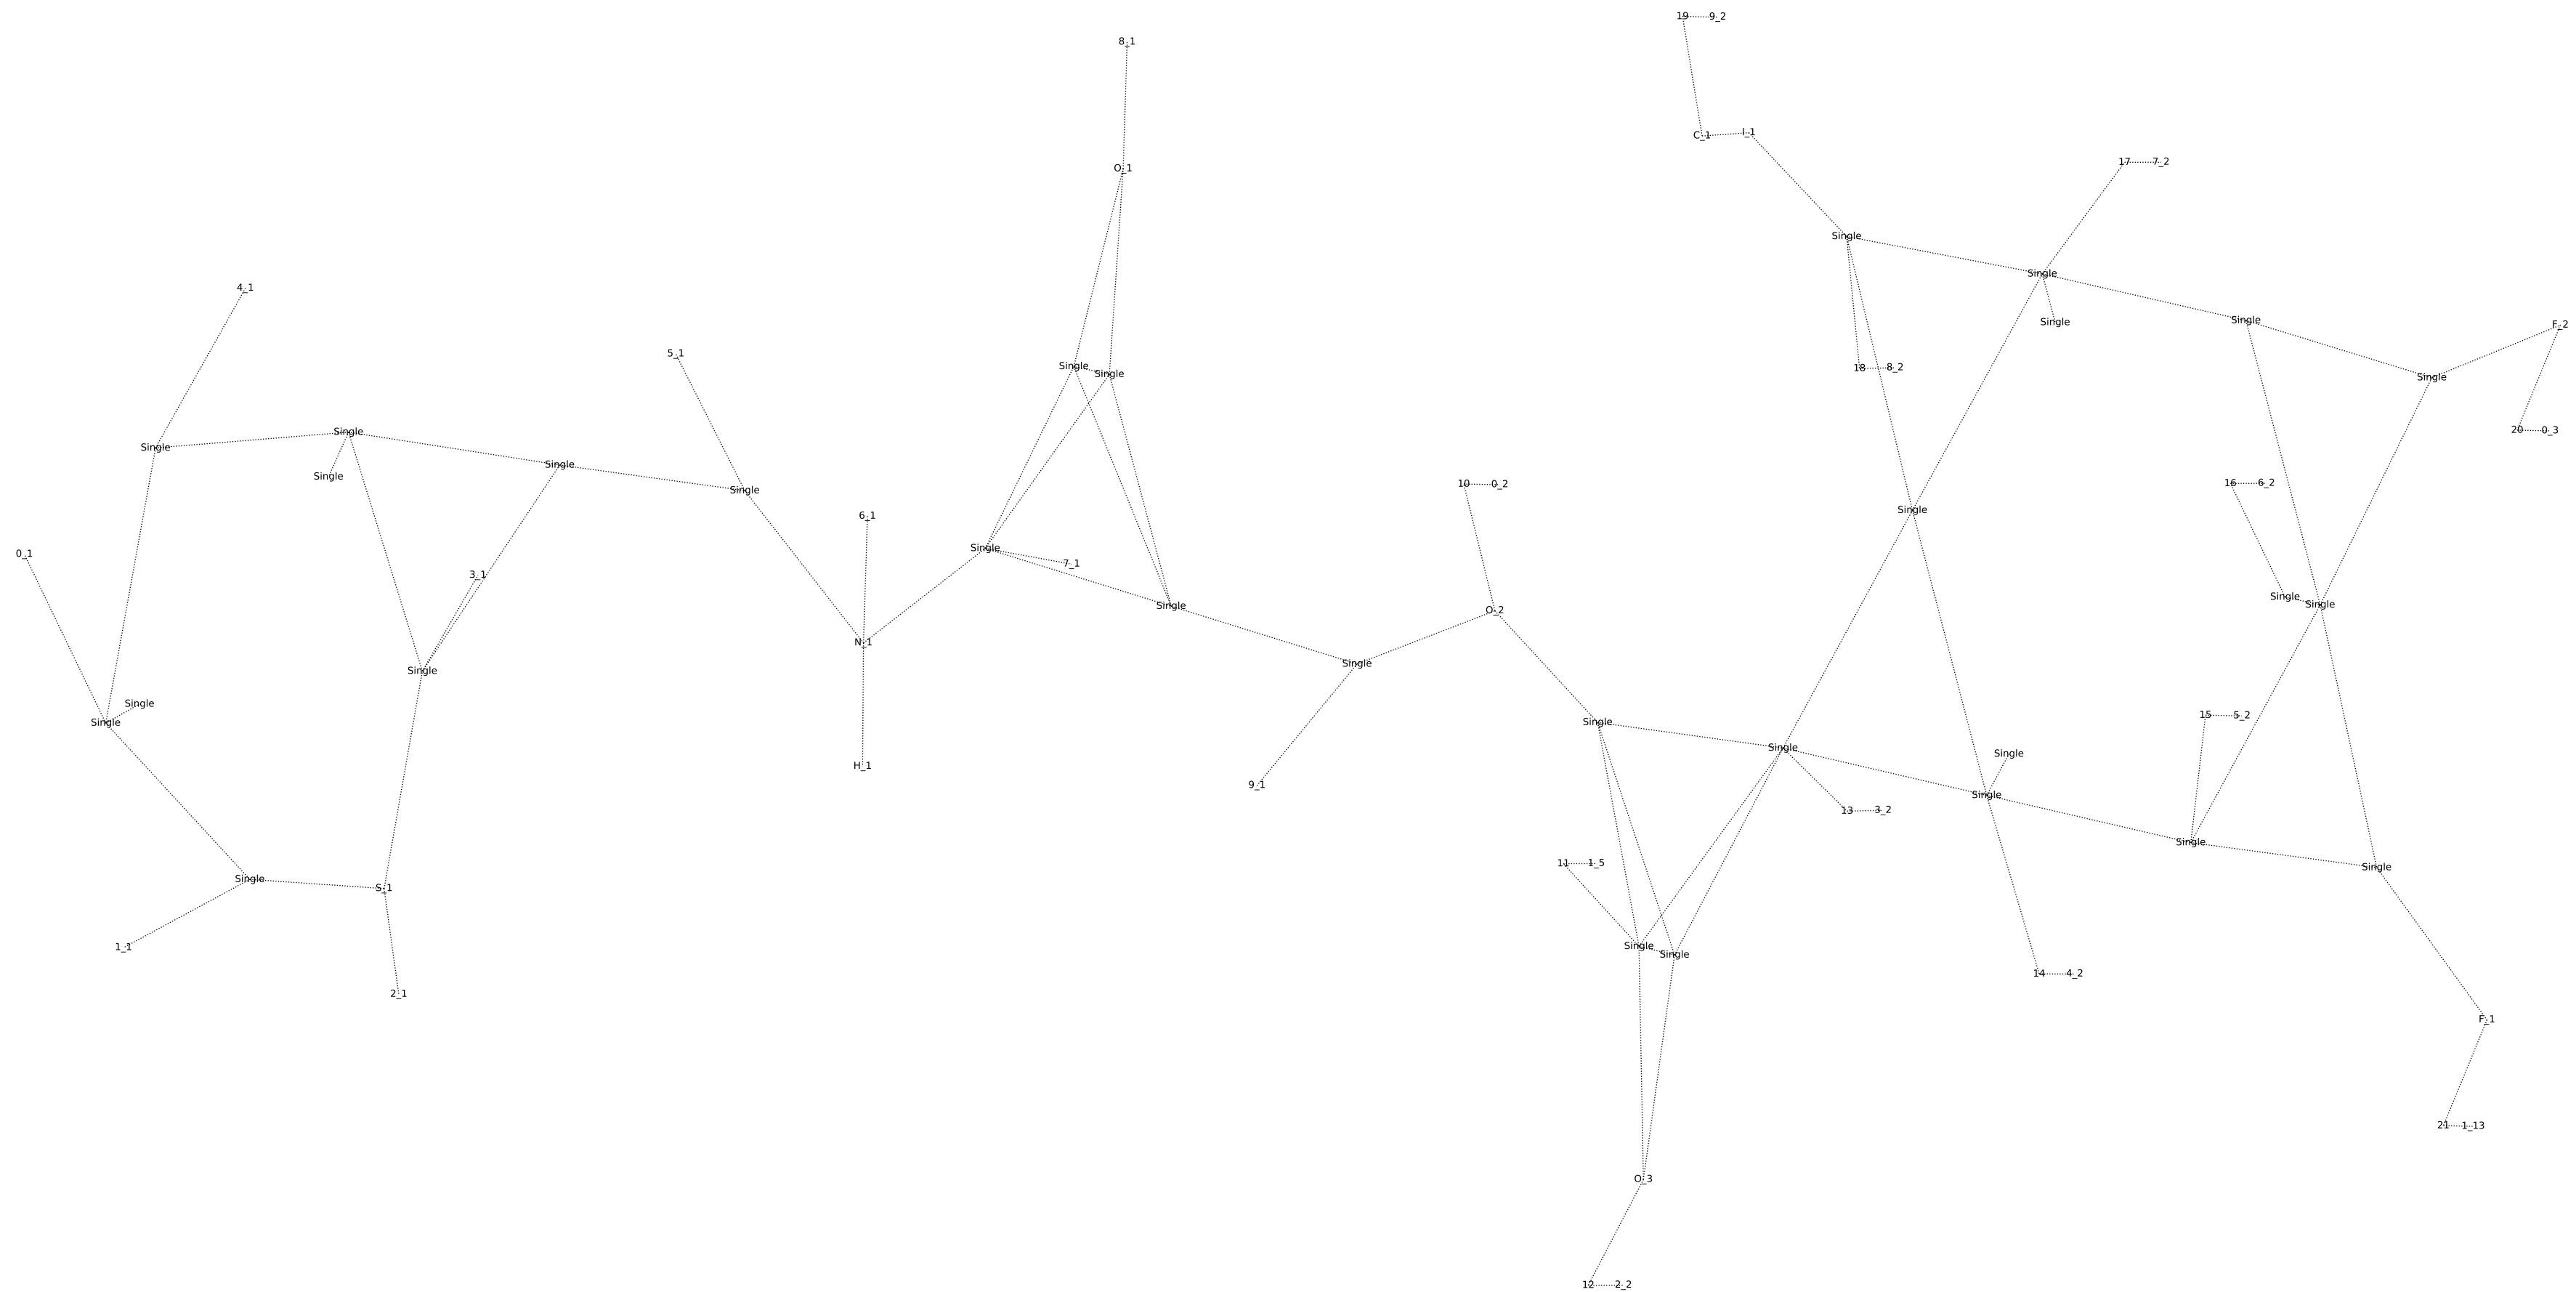 19 9_2
8_1
C_1 I_1
17 7_2
O_1
Single
Single
4_1
Single
Single
F_2
5_1
Single
18 8_2
Single
Single
20 0_3
Single
Single
Single
Single
Single
10 0_2
16 6_2
Single
6_1
Single
0_1
Single
7_1
3_1
Single
Single
Single
O_2
N_1
Single
Single
Single
15 5_2
Single
Single
Single
Single
H_1
9_1
Single
13 3_2
Single
11 1_5
Single
Single
S_1
1_1
Single
Single
14 4_2
2_1
F_1
21 1_13
O_3
12 2_2